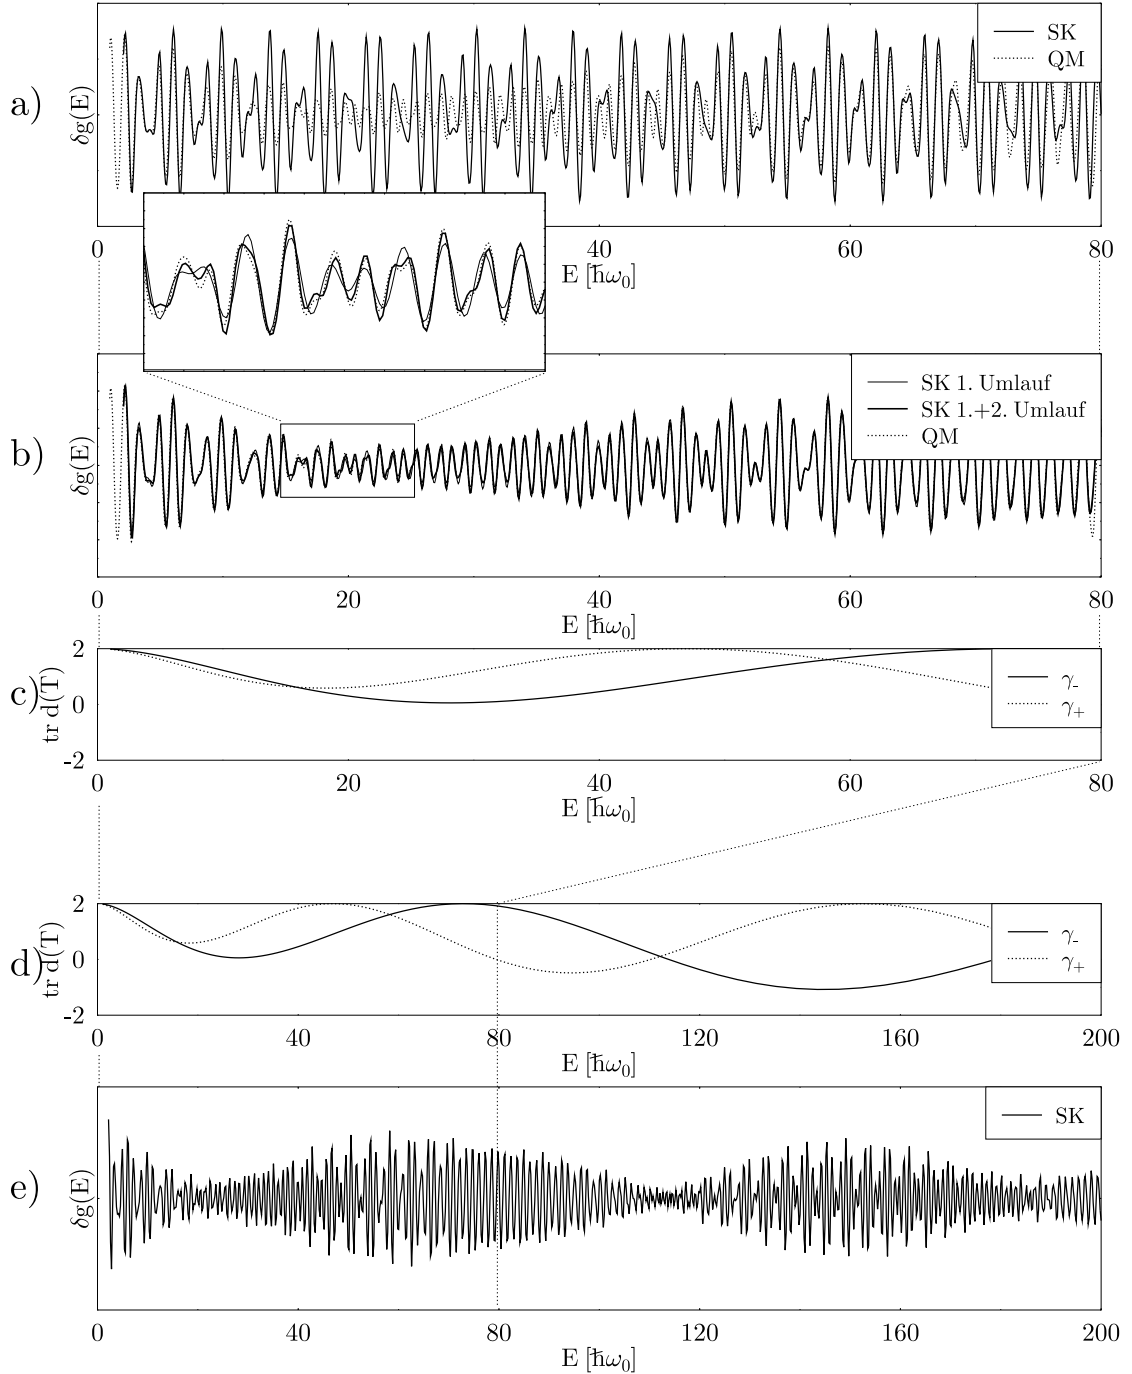 a)
δg(E)
SK
QM
0
40
60
80
E [ħω₀]
b)
δg(E)
SK 1. Umlauf
SK 1.+2. Umlauf
QM
0
20
40
60
80
E [ħω₀]
c)
tr d(T)
2
0
-2
γ₋
γ₊
0
20
40
60
80
E [ħω₀]
d)
tr d(T)
2
0
-2
γ₋
γ₊
0
40
80
120
160
200
E [ħω₀]
e)
δg(E)
SK
0
40
80
120
160
200
E [ħω₀]